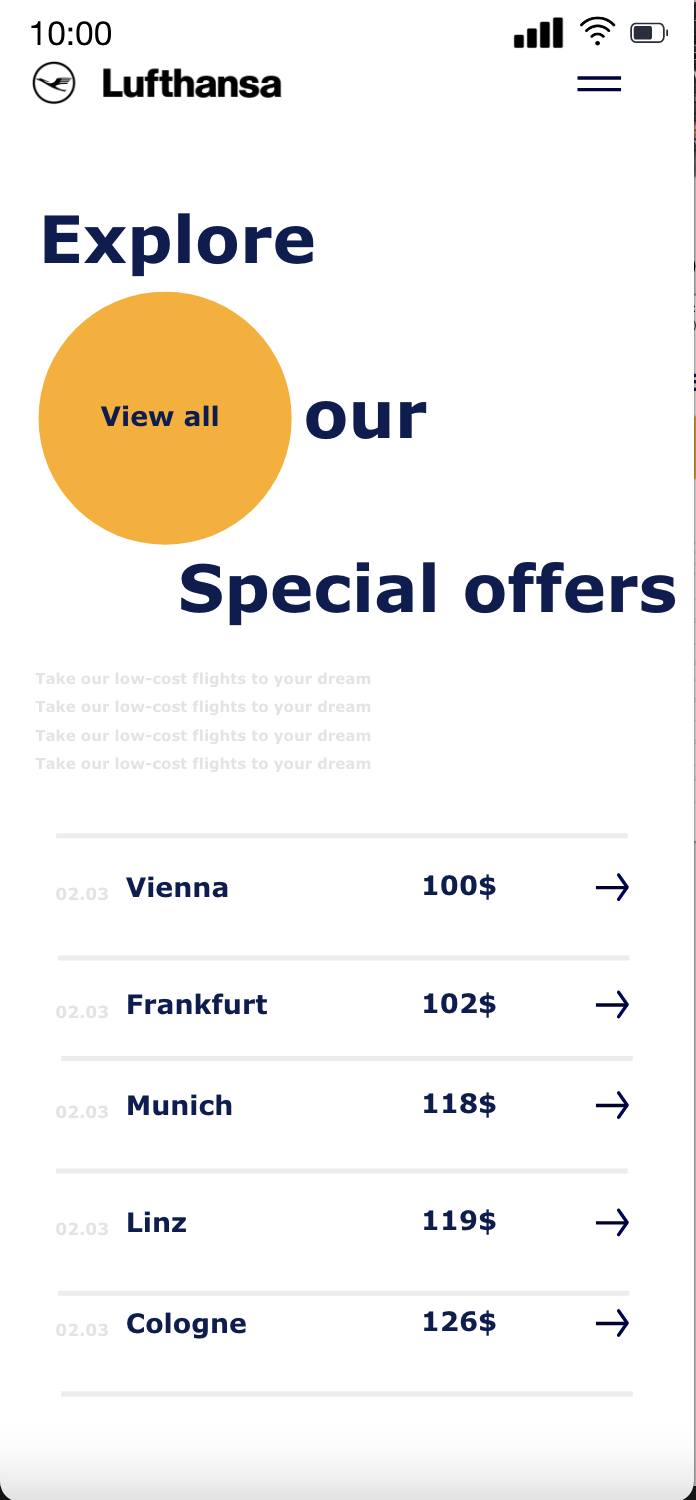 10:00
Lufthansa
Explore
View all
our
Special offers
Take our low-cost flights to your dream
Take our low-cost flights to your dream
Take our low-cost flights to your dream
Take our low-cost flights to your dream
02.03 Vienna 100$
02.03 Frankfurt 102$
02.03 Munich 118$
02.03 Linz 119$
02.03 Cologne 126$